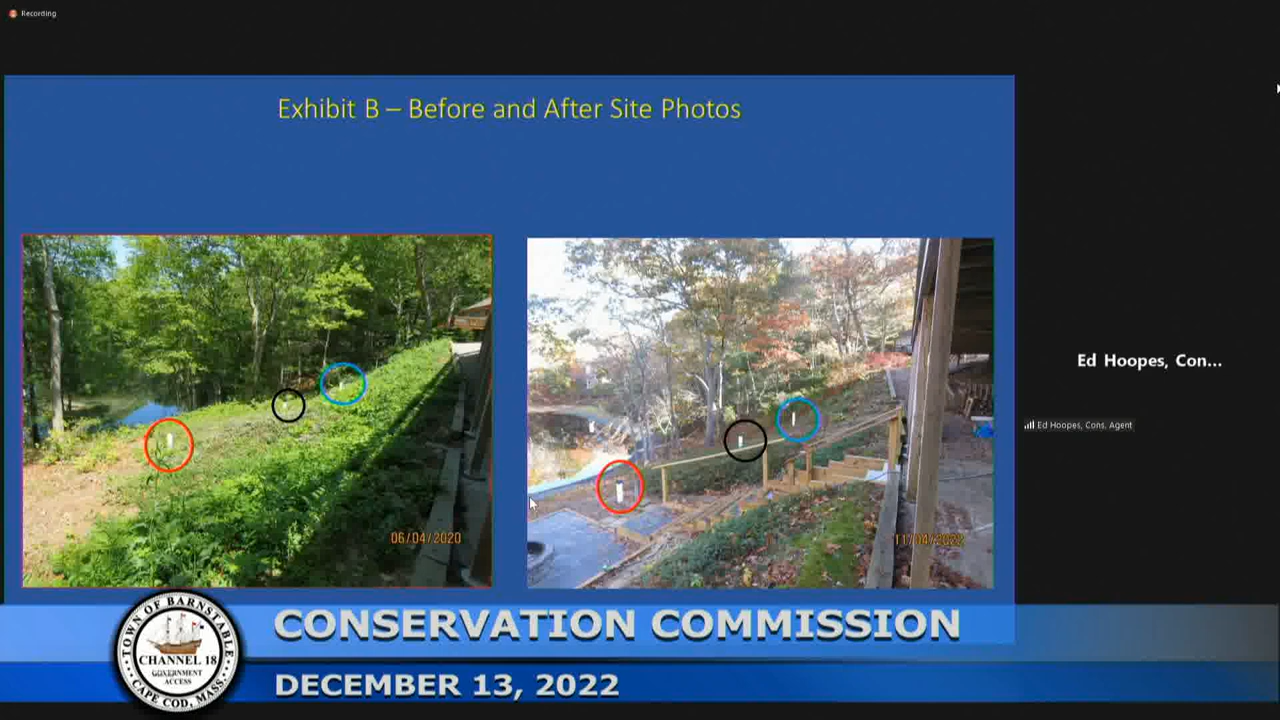 Recording
Exhibit B – Before and After Site Photos
06/04/2020
11/04/2022
Ed Hoopes, Con...
Ed Hoopes, Cons, Agent
CONSERVATION COMMISSION
DECEMBER 13, 2022
TOWN OF BARNSTABLE
CHANNEL 18
GOVERNMENT
ACCESS
CAPE COD, MASS.